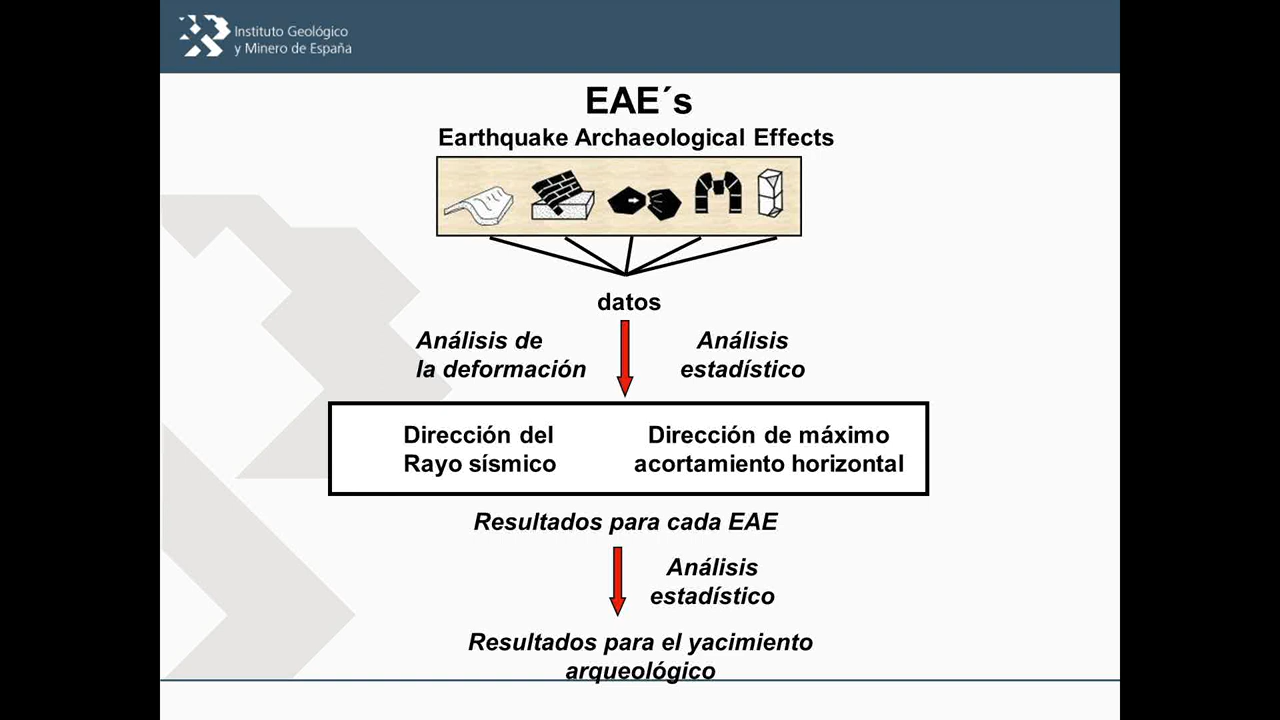 Instituto Geológico
y Minero de España
EAE´s
Earthquake Archaeological Effects
datos
Análisis de
la deformación
Análisis
estadístico
Dirección del
Rayo sísmico
Dirección de máximo
acortamiento horizontal
Resultados para cada EAE
Análisis
estadístico
Resultados para el yacimiento
arqueológico